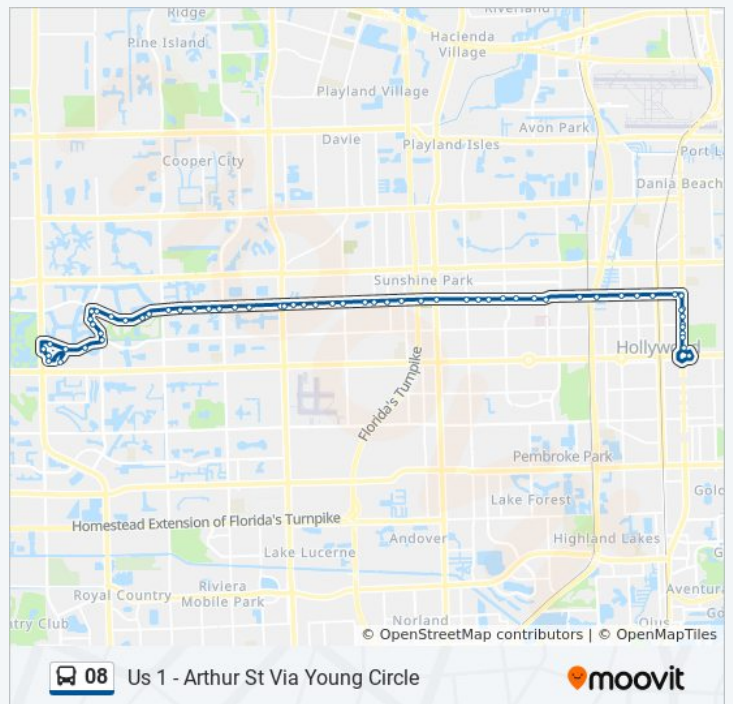 Ridge
Riverland
Pine Island
Hacienda
Village
Playland Village
Avon Park
Davie
Playland Isles
Port L
Cooper City
Dania Beach
Sunshine Park
Hollywood
Florida's Turnpike
Pembroke Park
Lake Forest
Gold
Homestead Extension of Florida's Turnpike
Andover
Highland Lakes
Lake Lucerne
G
Royal Country
Riviera
Mobile Park
Aventura
Go
ntry Club
Norland
Ojus
© OpenStreetMap contributors | © OpenMapTiles
08 Us 1 - Arthur St Via Young Circle
moovit